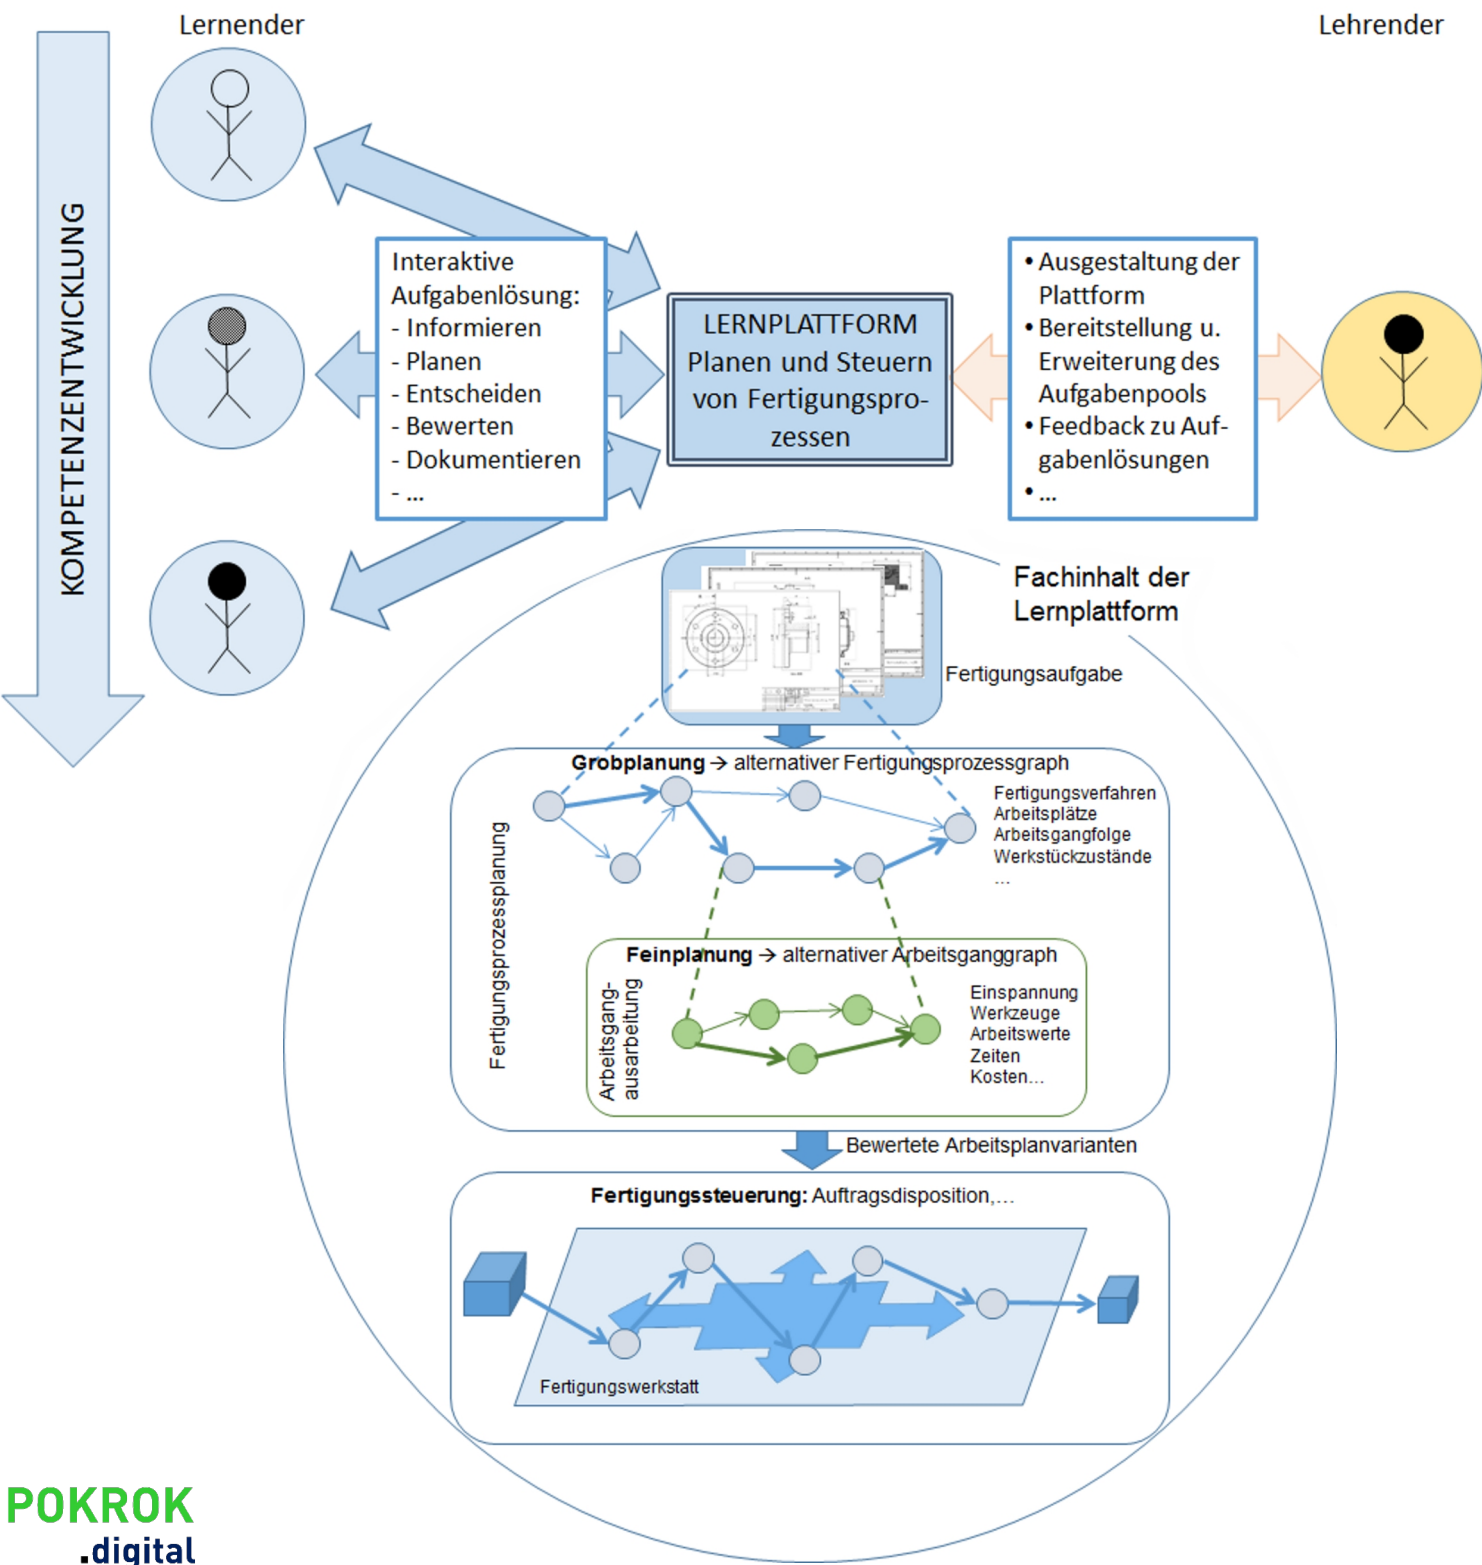 Lernender
Lehrender
KOMPETENZENTWICKLUNG
Interaktive
Aufgabenlösung:
- Informieren
- Planen
- Entscheiden
- Bewerten
- Dokumentieren
- ...
LERNPLATTFORM
Planen und Steuern
von Fertigungspro-
zessen
• Ausgestaltung der
Plattform
• Bereitstellung u.
Erweiterung des
Aufgabenpools
• Feedback zu Auf-
gabenlösungen
• ...
Fachinhalt der
Lernplattform
Fertigungsaufgabe
Grobplanung → alternativer Fertigungsprozessgraph
Fertigungsprozessplanung
Fertigungsverfahren
Arbeitsplätze
Arbeitsgangfolge
Werkstückzustände
...
Feinplanung → alternativer Arbeitsganggraph
Arbeitsgang-
ausarbeitung
Einspannung
Werkzeuge
Arbeitswerte
Zeiten
Kosten...
Bewertete Arbeitsplanvarianten
Fertigungssteuerung: Auftragsdisposition,...
Fertigungswerkstatt
POKROK
.digital